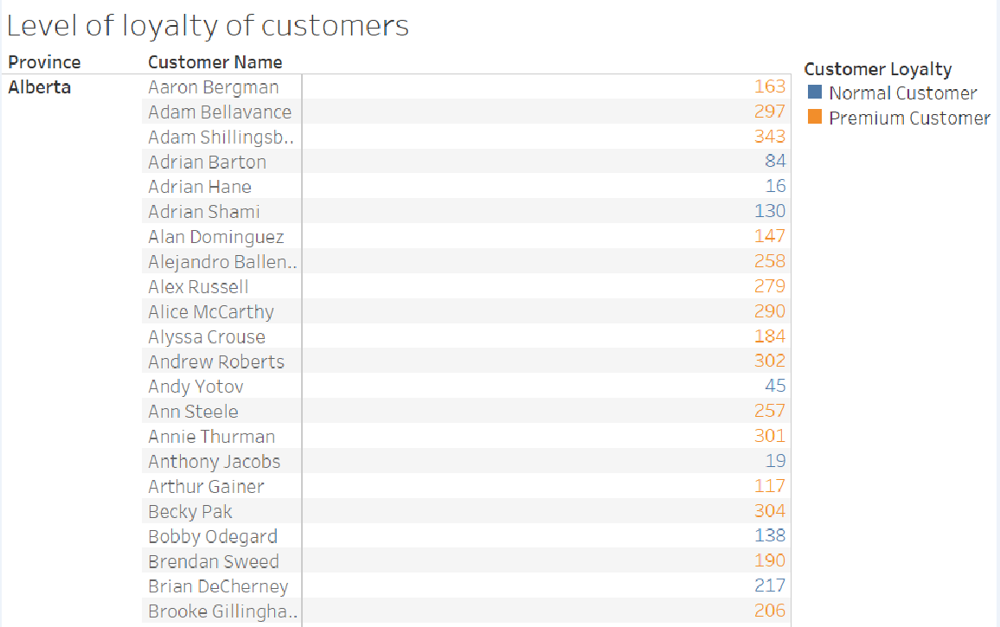 Level of loyalty of customers
Province Customer Name
Customer Loyalty
Alberta Aaron Bergman 163
Normal Customer
Adam Bellavance 297
Premium Customer
Adam Shillingsb.. 343
Adrian Barton 84
Adrian Hane 16
Adrian Shami 130
Alan Dominguez 147
Alejandro Ballen.. 258
Alex Russell 279
Alice McCarthy 290
Alyssa Crouse 184
Andrew Roberts 302
Andy Yotov 45
Ann Steele 257
Annie Thurman 301
Anthony Jacobs 19
Arthur Gainer 117
Becky Pak 304
Bobby Odegard 138
Brendan Sweed 190
Brian DeCherney 217
Brooke Gillingha.. 206